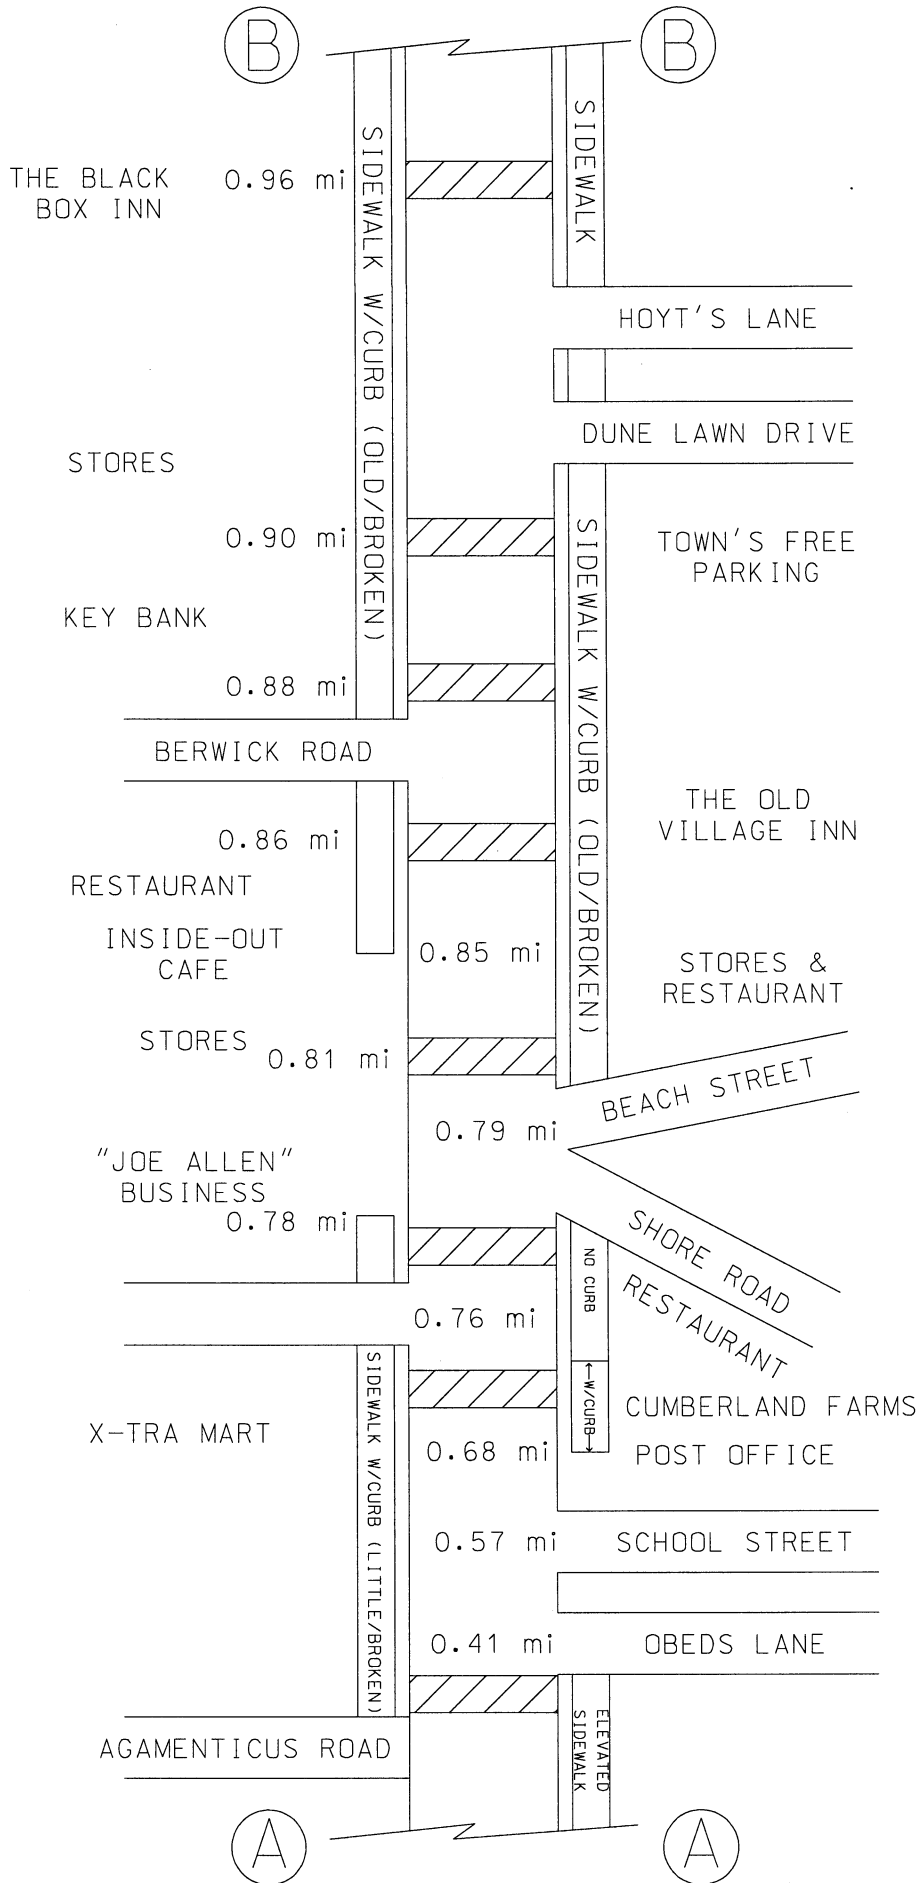 B
B
SIDEWALK W/CURB (OLD/BROKEN)
SIDEWALK
THE BLACK
BOX INN
0.96 mi
HOYT'S LANE
DUNE LAWN DRIVE
STORES
0.90 mi
SIDEWALK W/CURB (OLD/BROKEN)
TOWN'S FREE
PARKING
KEY BANK
0.88 mi
BERWICK ROAD
THE OLD
VILLAGE INN
0.86 mi
RESTAURANT
INSIDE-OUT
CAFE
0.85 mi
STORES &
RESTAURANT
STORES
0.81 mi
BEACH STREET
0.79 mi
"JOE ALLEN"
BUSINESS
0.78 mi
SHORE ROAD
NO CURB
RESTAURANT
0.76 mi
SIDEWALK W/CURB (LITTLE/BROKEN)
W/CURB
CUMBERLAND FARMS
X-TRA MART
0.68 mi
POST OFFICE
0.57 mi
SCHOOL STREET
0.41 mi
OBEDS LANE
ELEVATED
SIDEWALK
AGAMENTICUS ROAD
A
A